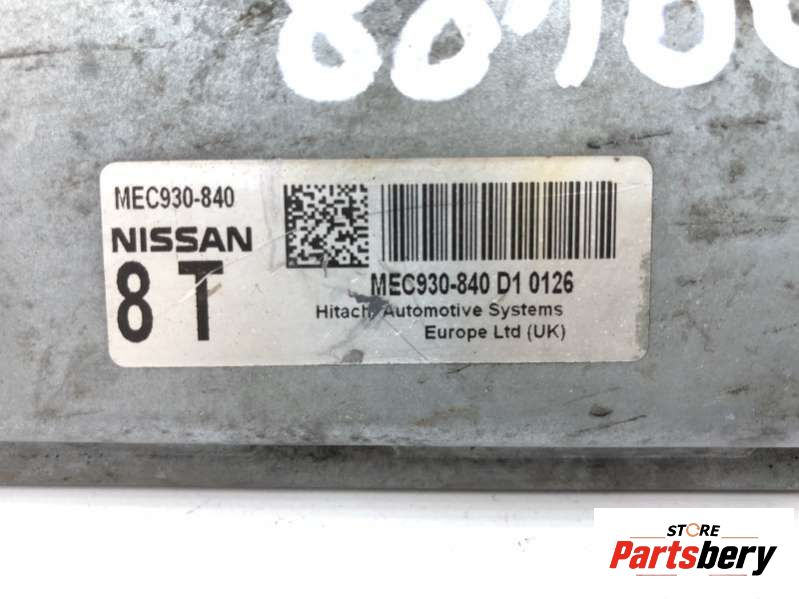 MEC930-840
NISSAN
8 T
MEC930-840 D1 0126
Hitachi Automotive Systems
Europe Ltd (UK)
STORE
Partsbery